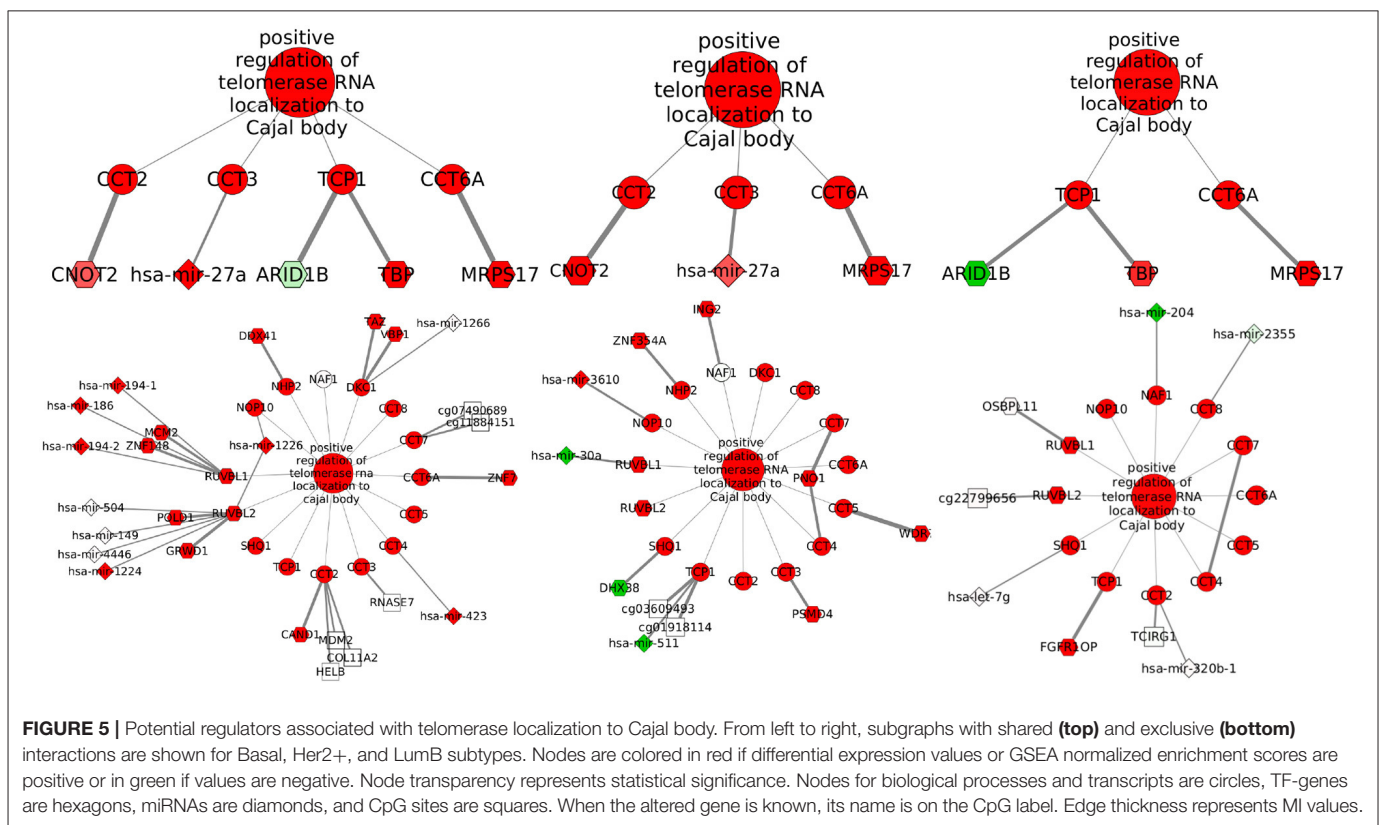 positive
regulation of
telomerase RNA
localization to
Cajal body
CCT2
CCT3
TCP1
CCT6A
CNOT2
hsa-mir-27a
ARID1B
TBP
MRPS17
positive
regulation of
telomerase RNA
localization to
Cajal body
CCT2
CCT3
CCT6A
CNOT2
hsa-mir-27a
MRPS17
positive
regulation of
telomerase RNA
localization to
Cajal body
TCP1
CCT6A
ARID1B
TBP
MRPS17
TAZ
VBP1
hsa-mir-1266
DDX41
NHP2
NAF1
DKC1
hsa-mir-194-1
hsa-mir-186
NOP10
CCT8
cg07490689
cg11884151
MCM2
hsa-mir-194-2
ZNF148
hsa-mir-1226
CCT7
positive
regulation of
telomerase rna
localization to
cajal body
RUVBL1
CCT6A
ZNF7
hsa-mir-504
POLD1
RUVBL2
CCT5
hsa-mir-149
hsa-mir-4446
GRWD1
hsa-mir-1224
SHQ1
TCP1
CCT2
CCT3
CCT4
RNASE7
hsa-mir-423
CAND1
MDM2
COL11A2
HELB
ING2
ZNF354A
NAF1
DKC1
hsa-mir-3610
NHP2
CCT8
NOP10
CCT7
hsa-mir-30a
RUVBL1
positive
regulation of
telomerase RNA
localization to
Cajal body
CCT6A
PNO1
RUVBL2
CCT5
WDR
SHQ1
CCT4
DHX38
TCP1
CCT2
CCT3
cg03609493
cg01918114
PSMD4
hsa-mir-511
hsa-mir-204
hsa-mir-2355
OSBPL11
NOP10
NAF1
CCT8
RUVBL1
CCT7
cg22799656
RUVBL2
positive
regulation of
telomerase RNA
localization to
Cajal body
CCT6A
SHQ1
CCT5
hsa-let-7g
TCP1
CCT2
CCT4
FGFR1OP
TCIRG1
hsa-mir-320b-1
FIGURE 5 | Potential regulators associated with telomerase localization to Cajal body. From left to right, subgraphs with shared (top) and exclusive (bottom)
interactions are shown for Basal, Her2+, and LumB subtypes. Nodes are colored in red if differential expression values or GSEA normalized enrichment scores are
positive or in green if values are negative. Node transparency represents statistical significance. Nodes for biological processes and transcripts are circles, TF-genes
are hexagons, miRNAs are diamonds, and CpG sites are squares. When the altered gene is known, its name is on the CpG label. Edge thickness represents MI values.